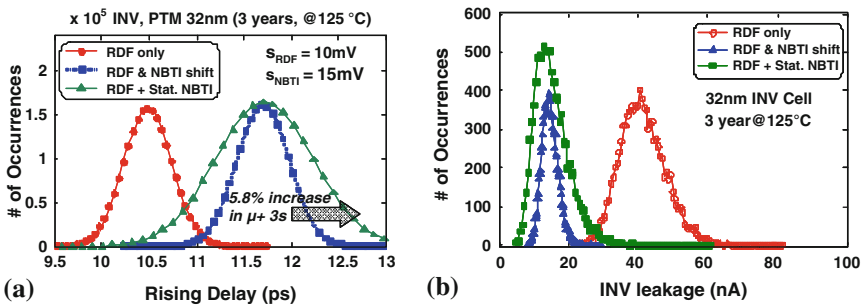 x 10⁵ INV, PTM 32nm (3 years, @125 °C)
# of Occurrences
2
1.5
1
0.5
0
RDF only
RDF & NBTI shift
RDF + Stat. NBTI
sRDF = 10mV
sNBTI = 15mV
5.8% increase
in μ+ 3s
9.5 10 10.5 11 11.5 12 12.5 13
(a)
Rising Delay (ps)
# of Occurrences
600
500
400
300
200
100
0
RDF only
RDF & NBTI shift
RDF + Stat. NBTI
32nm INV Cell
3 year@125°C
0 20 40 60 80 100
(b)
INV leakage (nA)